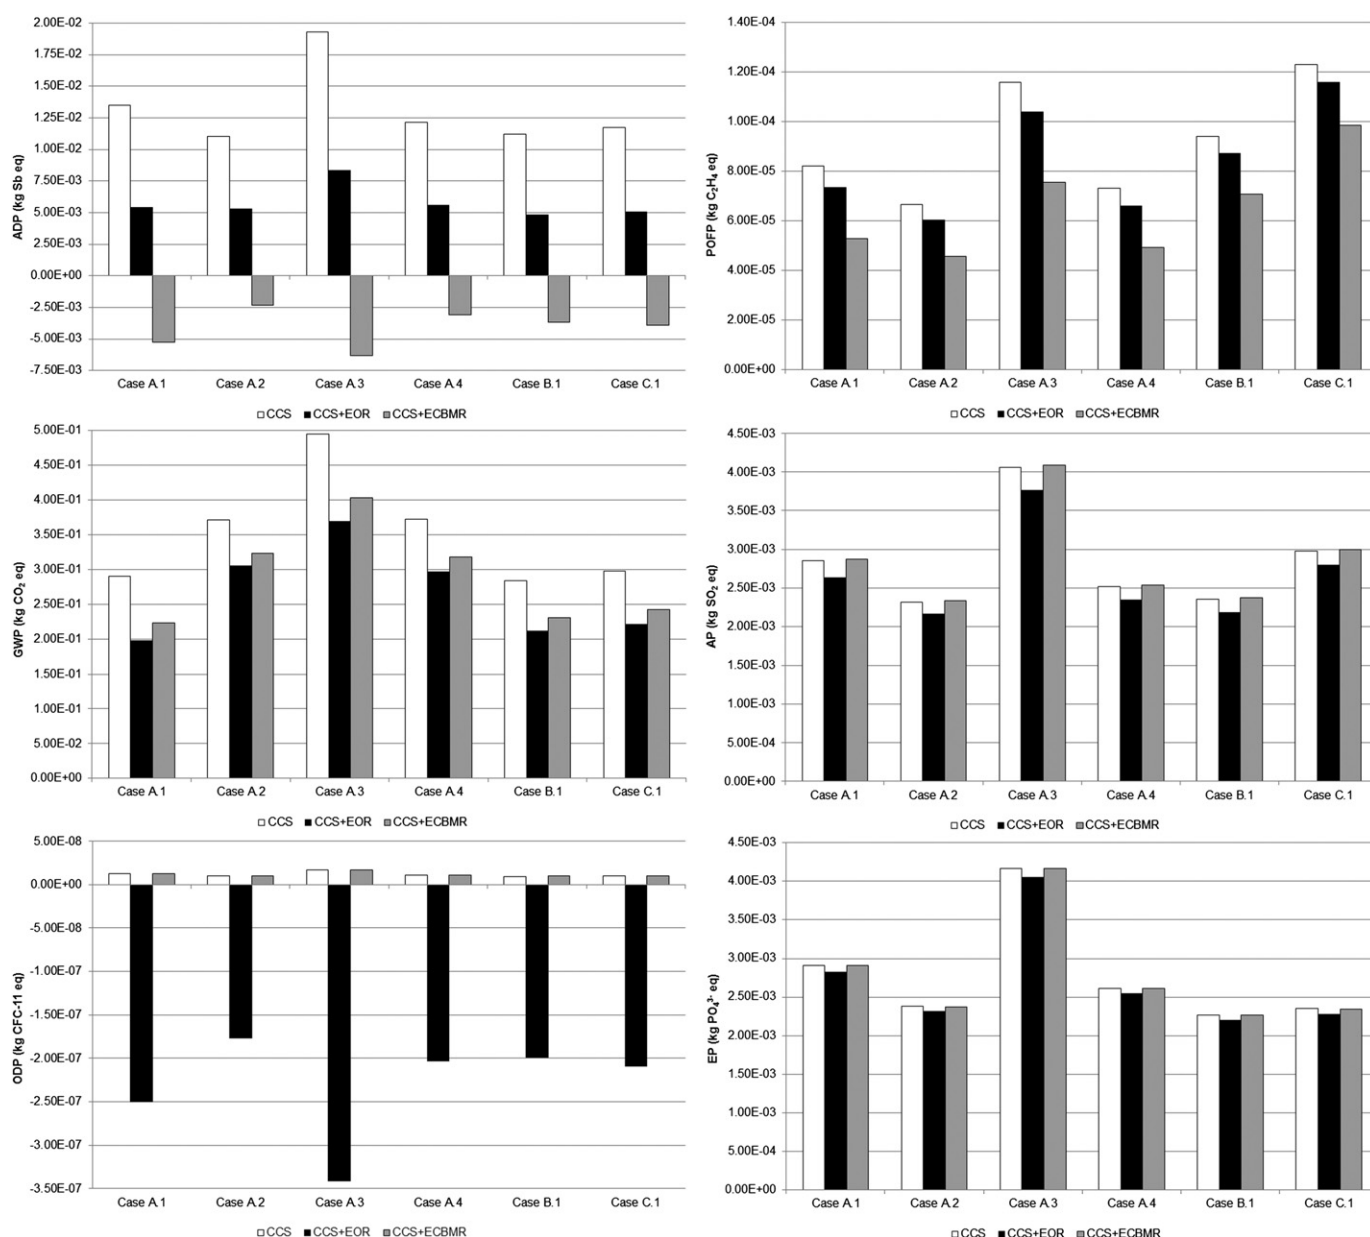 2.00E-02
1.75E-02
1.50E-02
1.25E-02
1.00E-02
7.50E-03
5.00E-03
2.50E-03
0.00E+00
-2.50E-03
-5.00E-03
-7.50E-03
ADP (kg Sb eq)
Case A.1 Case A.2 Case A.3 Case A.4 Case B.1 Case C.1
CCS CCS+EOR CCS+ECBMR
1.40E-04
1.20E-04
1.00E-04
8.00E-05
6.00E-05
4.00E-05
2.00E-05
0.00E+00
POFP (kg C₂H₄ eq)
Case A.1 Case A.2 Case A.3 Case A.4 Case B.1 Case C.1
CCS CCS+EOR CCS+ECBMR
5.00E-01
4.50E-01
4.00E-01
3.50E-01
3.00E-01
2.50E-01
2.00E-01
1.50E-01
1.00E-01
5.00E-02
0.00E+00
GWP (kg CO₂ eq)
Case A.1 Case A.2 Case A.3 Case A.4 Case B.1 Case C.1
CCS CCS+EOR CCS+ECBMR
4.50E-03
4.00E-03
3.50E-03
3.00E-03
2.50E-03
2.00E-03
1.50E-03
1.00E-03
5.00E-04
0.00E+00
AP (kg SO₂ eq)
Case A.1 Case A.2 Case A.3 Case A.4 Case B.1 Case C.1
CCS CCS+EOR CCS+ECBMR
5.00E-08
0.00E+00
-5.00E-08
-1.00E-07
-1.50E-07
-2.00E-07
-2.50E-07
-3.00E-07
-3.50E-07
ODP (kg CFC-11 eq)
Case A.1 Case A.2 Case A.3 Case A.4 Case B.1 Case C.1
CCS CCS+EOR CCS+ECBMR
4.50E-03
4.00E-03
3.50E-03
3.00E-03
2.50E-03
2.00E-03
1.50E-03
1.00E-03
5.00E-04
0.00E+00
EP (kg PO₄³⁻ eq)
Case A.1 Case A.2 Case A.3 Case A.4 Case B.1 Case C.1
CCS CCS+EOR CCS+ECBMR